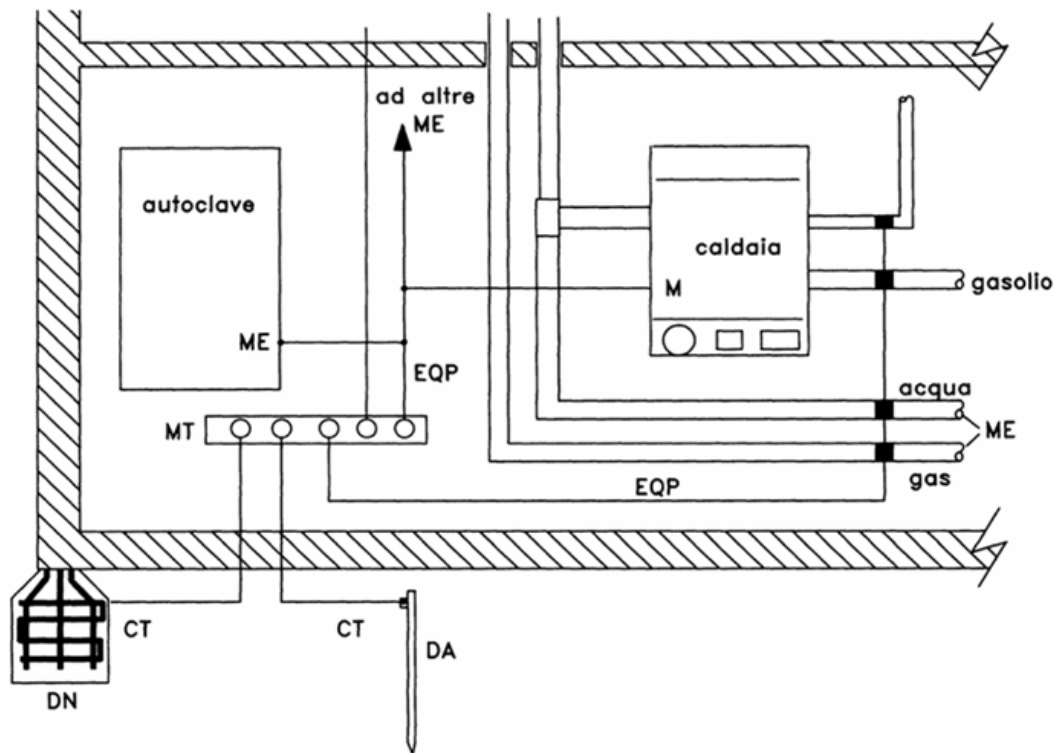 ad altre
ME
autoclave
caldaia
M
gasolio
ME
EQP
acqua
MT
ME
EQP
gas
CT
CT
DA
DN